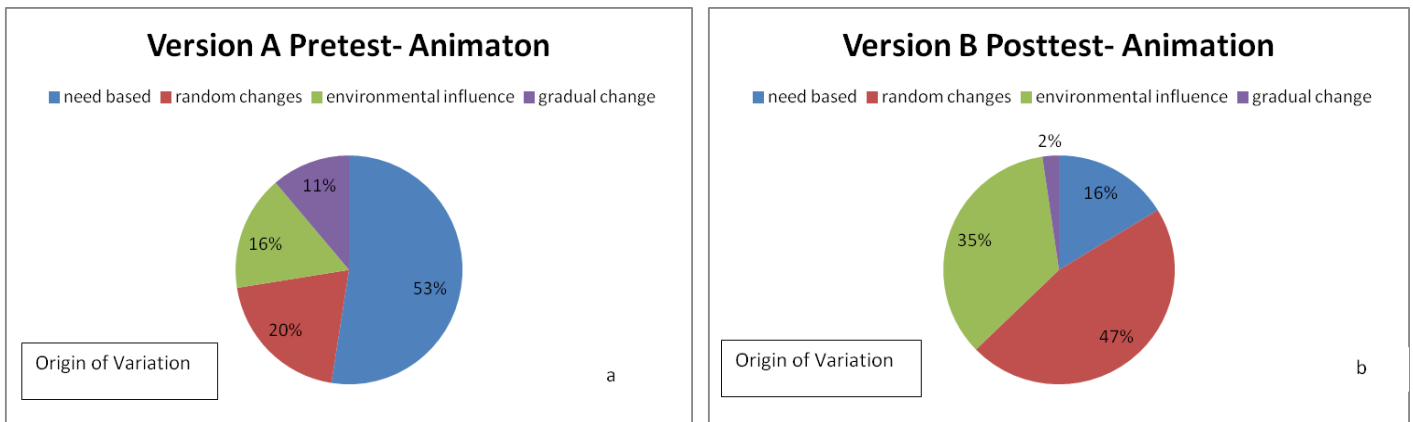 Version A Pretest- Animaton
need based random changes environmental influence gradual change
11%
16%
53%
20%
Origin of Variation
a
Version B Posttest- Animation
need based random changes environmental influence gradual change
2%
16%
35%
47%
Origin of Variation
b